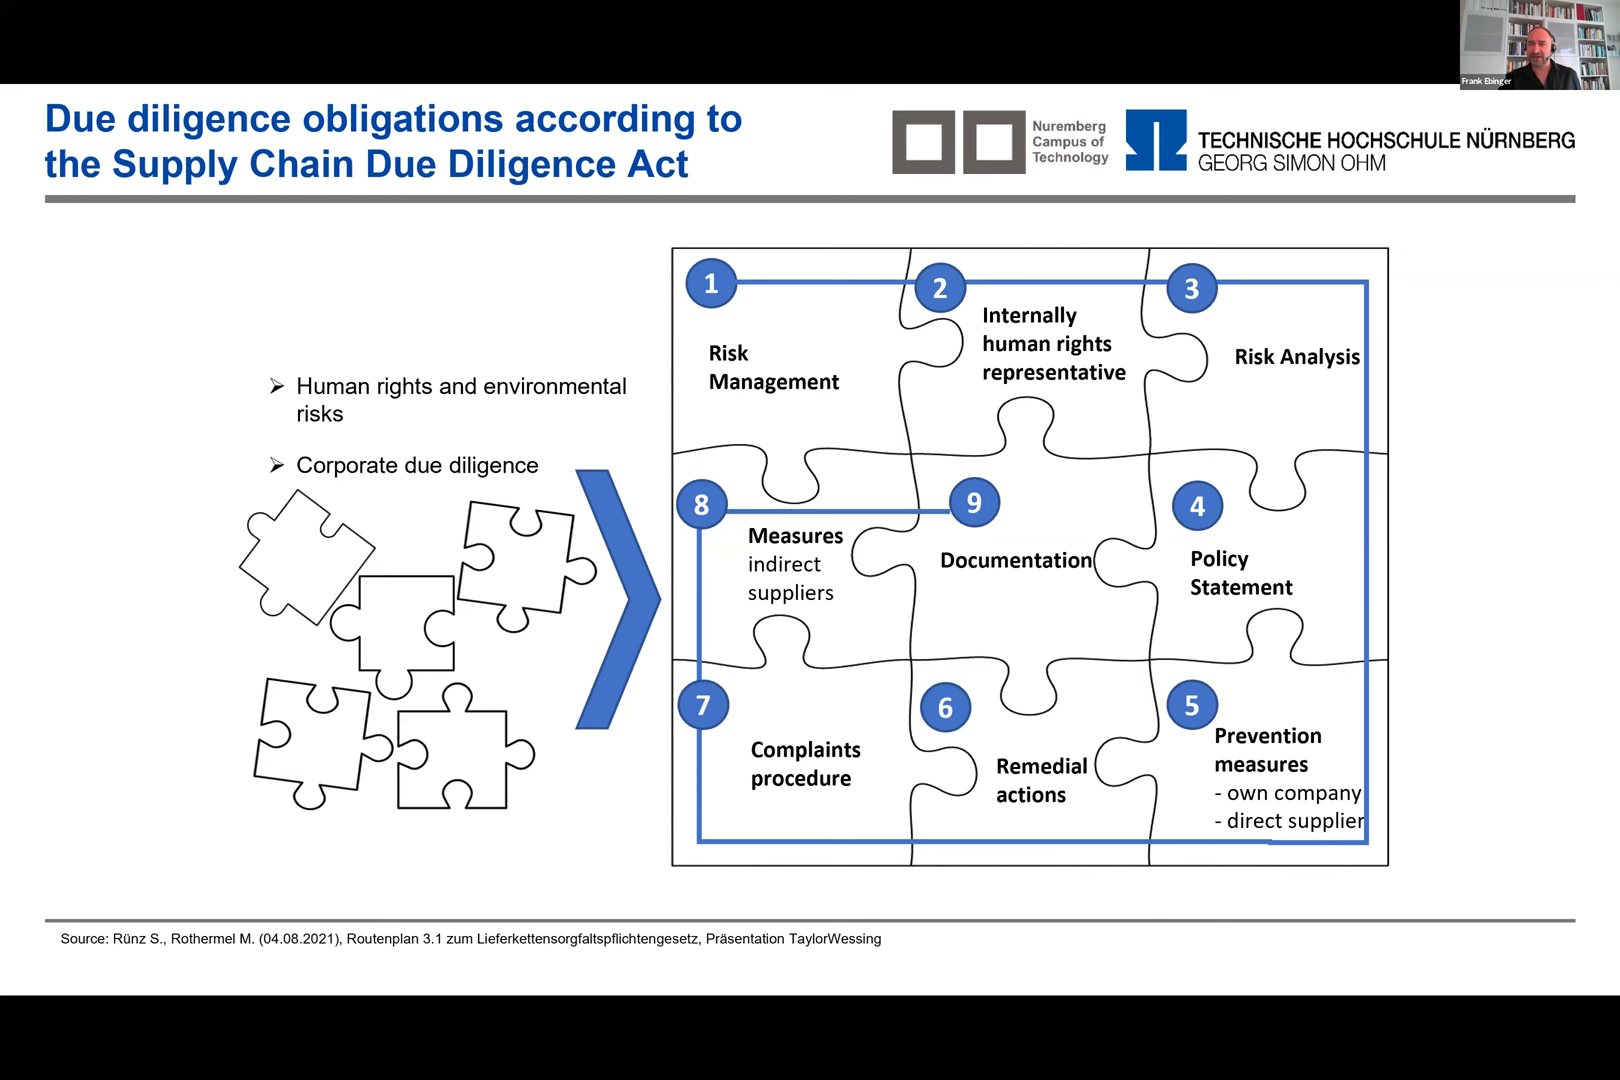 Frank Ebinger
Due diligence obligations according to
the Supply Chain Due Diligence Act
Nuremberg
Campus of
Technology
TECHNISCHE HOCHSCHULE NÜRNBERG
GEORG SIMON OHM
➢ Human rights and environmental
risks
➢ Corporate due diligence
1
Risk
Management
2
Internally
human rights
representative
3
Risk Analysis
8
Measures
indirect
suppliers
9
Documentation
4
Policy
Statement
7
Complaints
procedure
6
Remedial
actions
5
Prevention
measures
- own company
- direct supplier
Source: Rünz S., Rothermel M. (04.08.2021), Routenplan 3.1 zum Lieferkettensorgfaltspflichtengesetz, Präsentation TaylorWessing